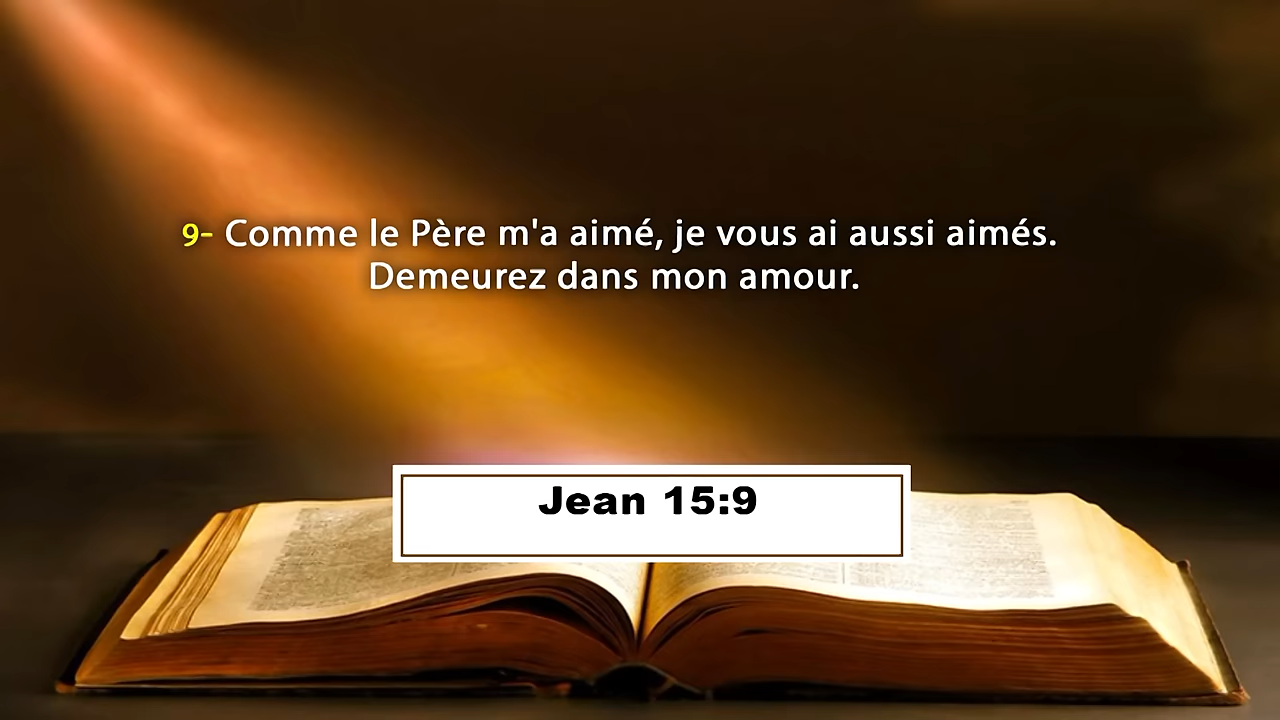 9- Comme le Père m'a aimé, je vous ai aussi aimés.
Demeurez dans mon amour.
Jean 15:9